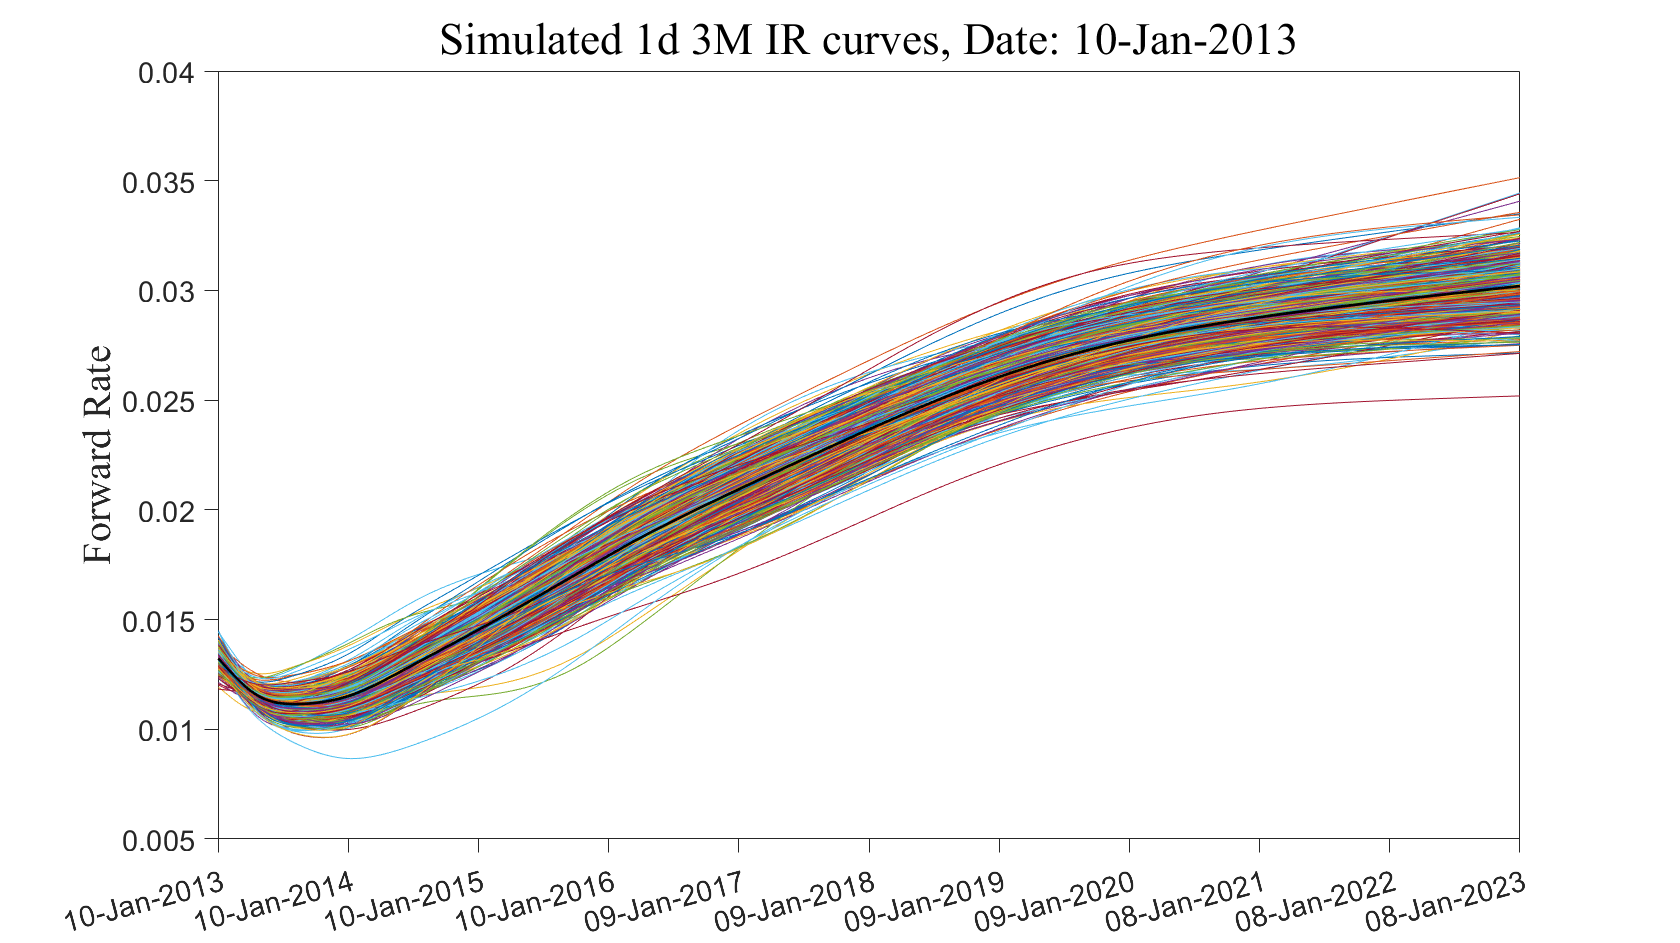 Simulated 1d 3M IR curves, Date: 10-Jan-2013
0.04
0.035
0.03
0.025
0.02
0.015
0.01
0.005
Forward Rate
10-Jan-2013
10-Jan-2014
10-Jan-2015
10-Jan-2016
09-Jan-2017
09-Jan-2018
09-Jan-2019
09-Jan-2020
08-Jan-2021
08-Jan-2022
08-Jan-2023